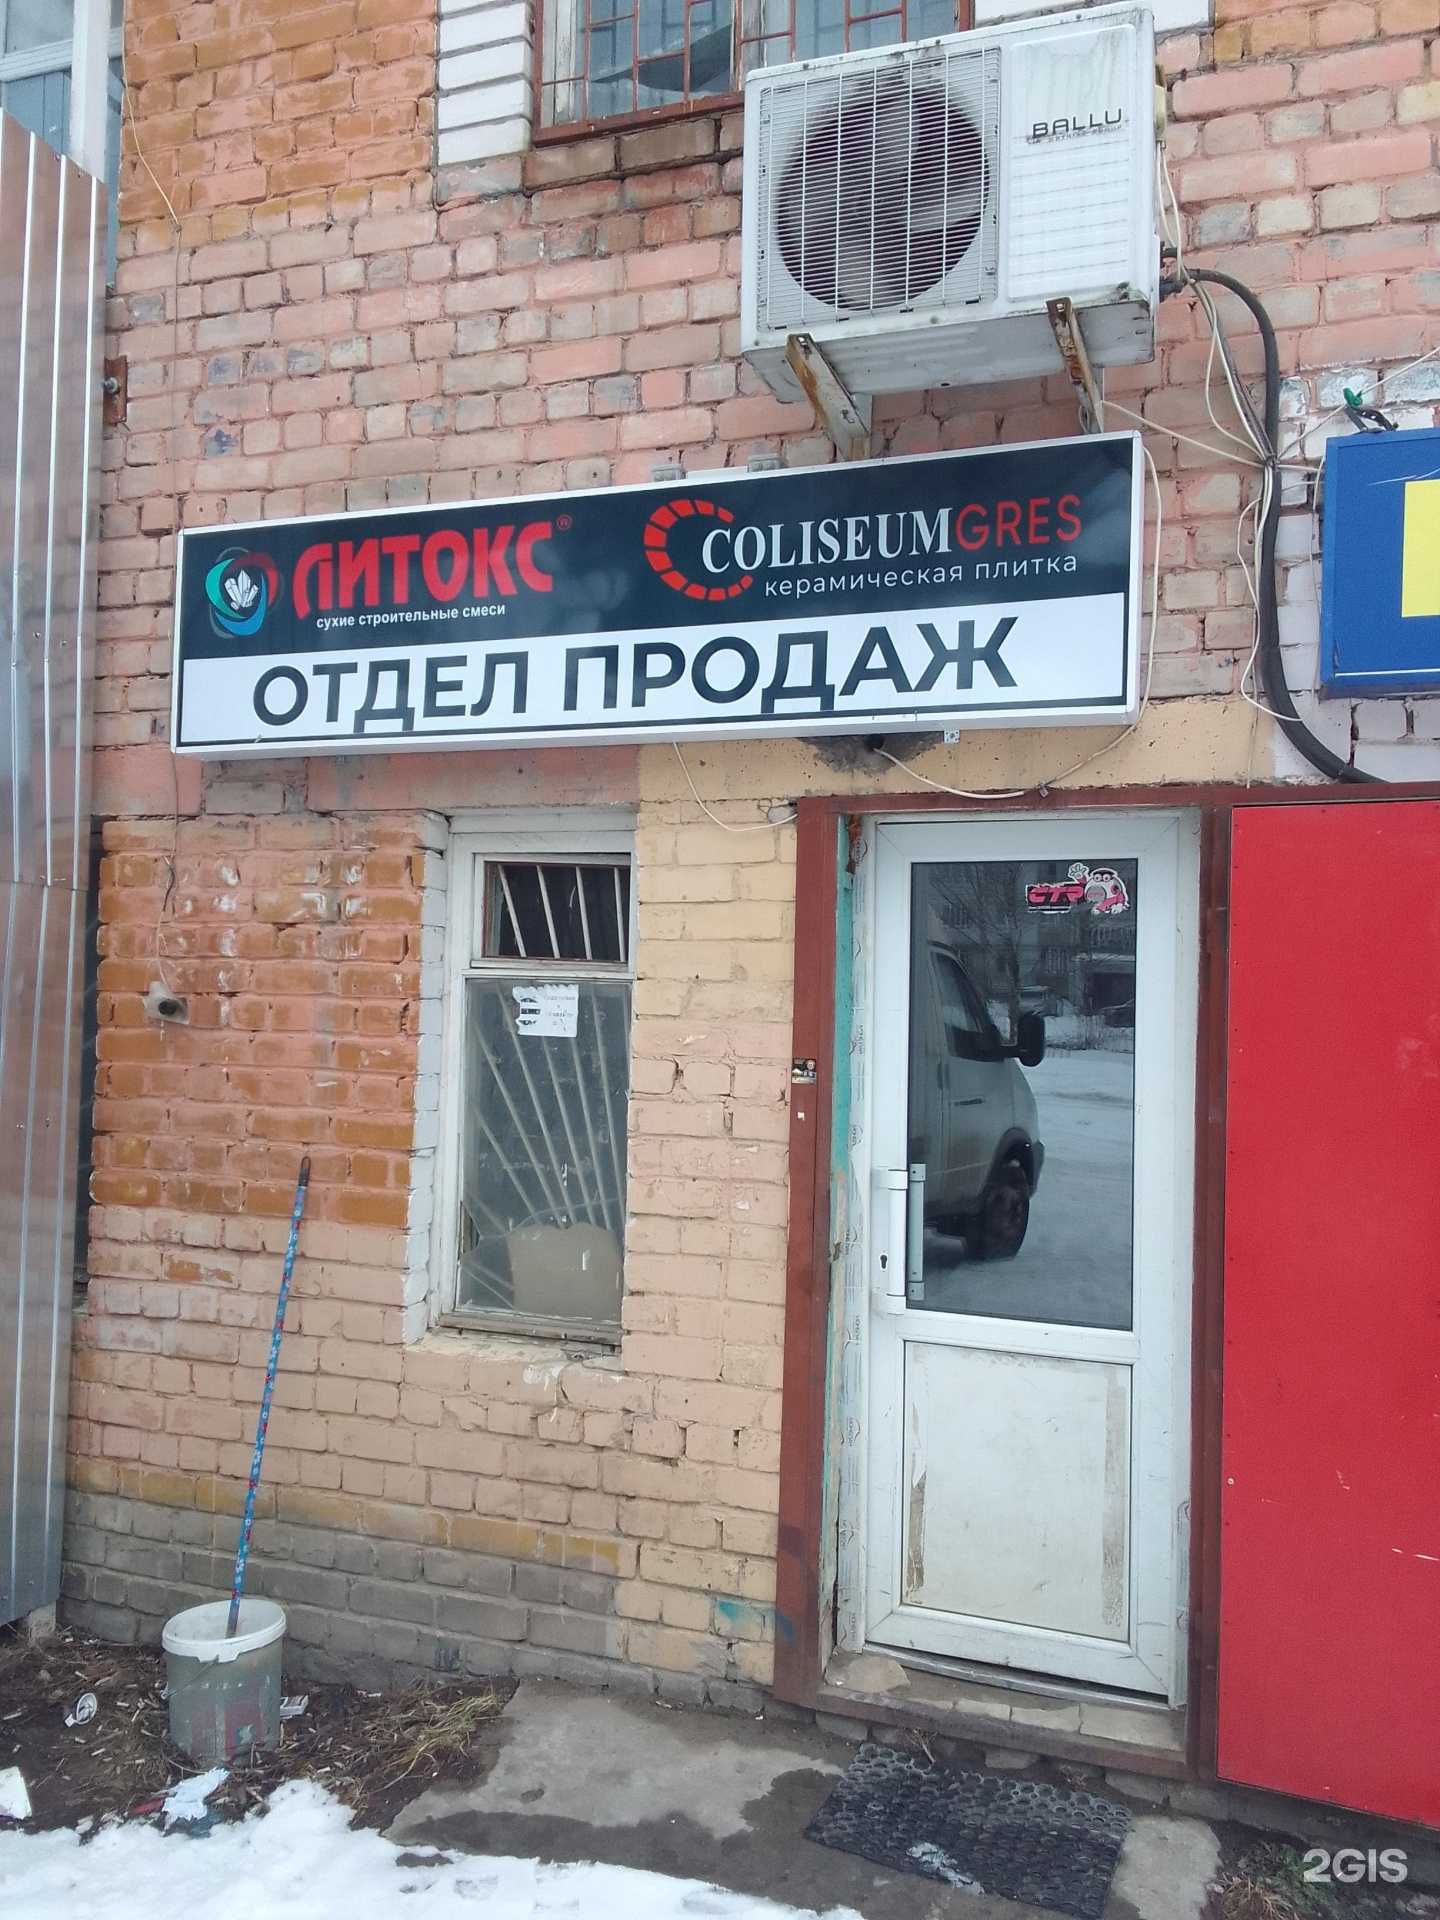 BALLU
ЛИТОКС®
сухие строительные смеси
COLISEUMGRES
керамическая плитка
ОТДЕЛ ПРОДАЖ
2GIS